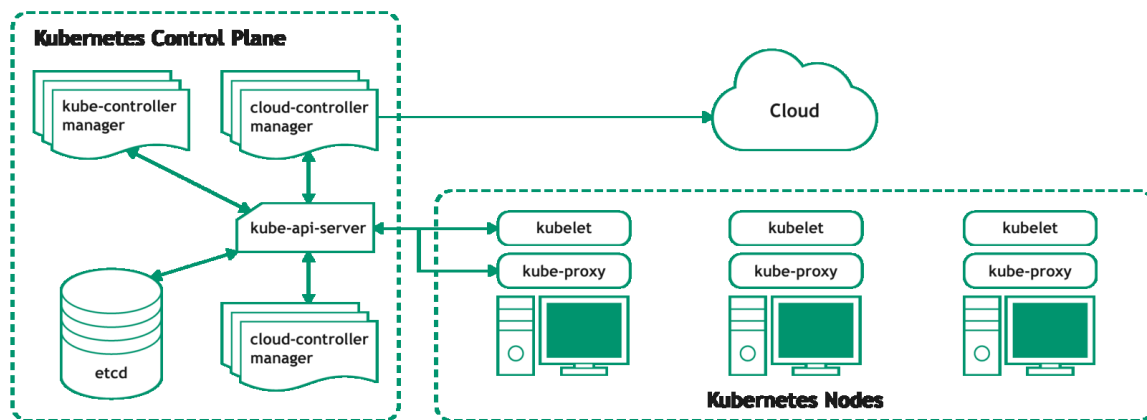 Kubernetes Control Plane
kube-controller
manager
cloud-controller
manager
Cloud
kube-api-server
kubelet
kubelet
kubelet
kube-proxy
kube-proxy
kube-proxy
etcd
cloud-controller
manager
Kubernetes Nodes